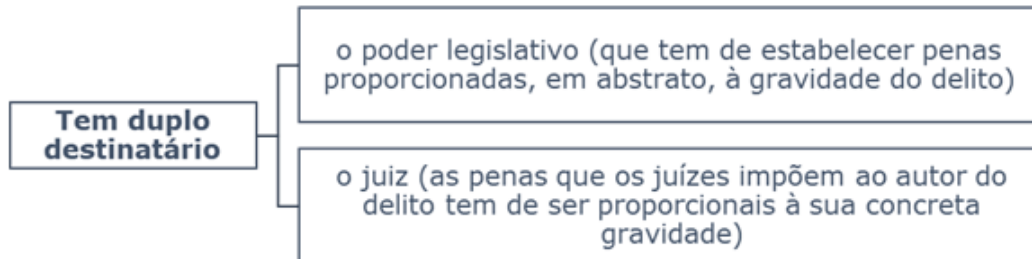 Tem duplo
destinatário
o poder legislativo (que tem de estabelecer penas
proporcionadas, em abstrato, à gravidade do delito)
o juiz (as penas que os juízes impõem ao autor do
delito tem de ser proporcionais à sua concreta
gravidade)